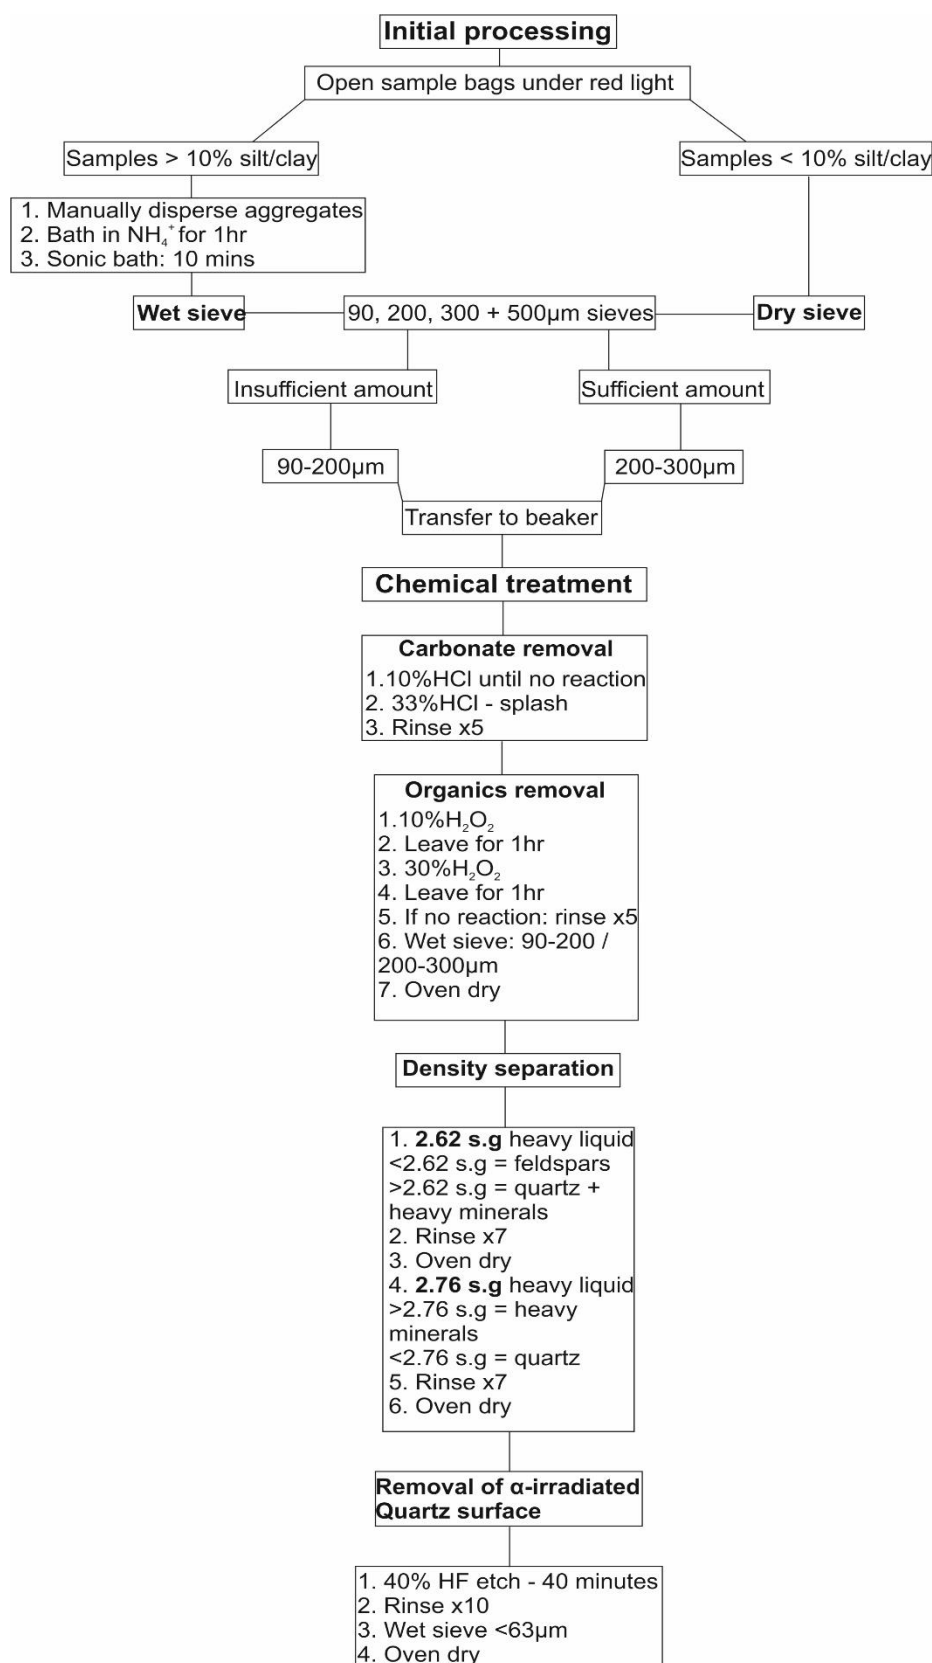 Initial processing
Open sample bags under red light
Samples > 10% silt/clay
Samples < 10% silt/clay
1. Manually disperse aggregates
2. Bath in NH₄⁺ for 1hr
3. Sonic bath: 10 mins
Wet sieve
90, 200, 300 + 500µm sieves
Dry sieve
Insufficient amount
Sufficient amount
90-200µm
200-300µm
Transfer to beaker
Chemical treatment
Carbonate removal
1.10%HCl until no reaction
2. 33%HCl - splash
3. Rinse x5
Organics removal
1.10%H₂O₂
2. Leave for 1hr
3. 30%H₂O₂
4. Leave for 1hr
5. If no reaction: rinse x5
6. Wet sieve: 90-200 /
200-300µm
7. Oven dry
Density separation
1. 2.62 s.g heavy liquid
<2.62 s.g = feldspars
>2.62 s.g = quartz +
heavy minerals
2. Rinse x7
3. Oven dry
4. 2.76 s.g heavy liquid
>2.76 s.g = heavy
minerals
<2.76 s.g = quartz
5. Rinse x7
6. Oven dry
Removal of α-irradiated
Quartz surface
1. 40% HF etch - 40 minutes
2. Rinse x10
3. Wet sieve <63µm
4. Oven dry